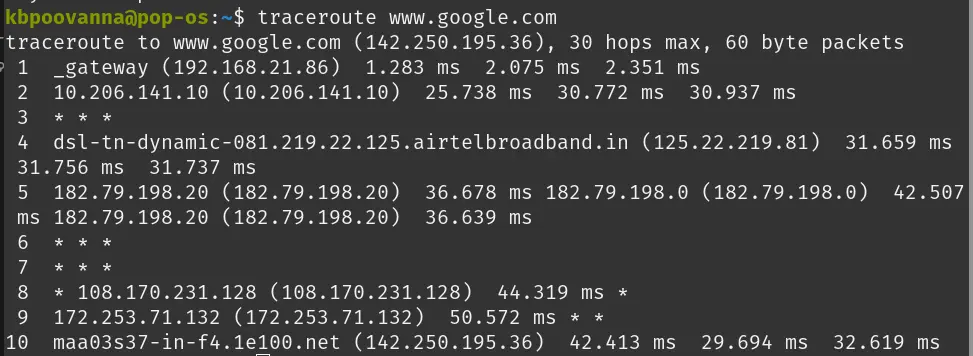 kbpoovanna@pop-os:~$ traceroute www.google.com
traceroute to www.google.com (142.250.195.36), 30 hops max, 60 byte packets
1 _gateway (192.168.21.86) 1.283 ms 2.075 ms 2.351 ms
2 10.206.141.10 (10.206.141.10) 25.738 ms 30.772 ms 30.937 ms
3 * * *
4 dsl-tn-dynamic-081.219.22.125.airtelbroadband.in (125.22.219.81) 31.659 ms
31.756 ms 31.737 ms
5 182.79.198.20 (182.79.198.20) 36.678 ms 182.79.198.0 (182.79.198.0) 42.507
ms 182.79.198.20 (182.79.198.20) 36.639 ms
6 * * *
7 * * *
8 * 108.170.231.128 (108.170.231.128) 44.319 ms *
9 172.253.71.132 (172.253.71.132) 50.572 ms * *
10 maa03s37-in-f4.1e100.net (142.250.195.36) 42.413 ms 29.694 ms 32.619 ms